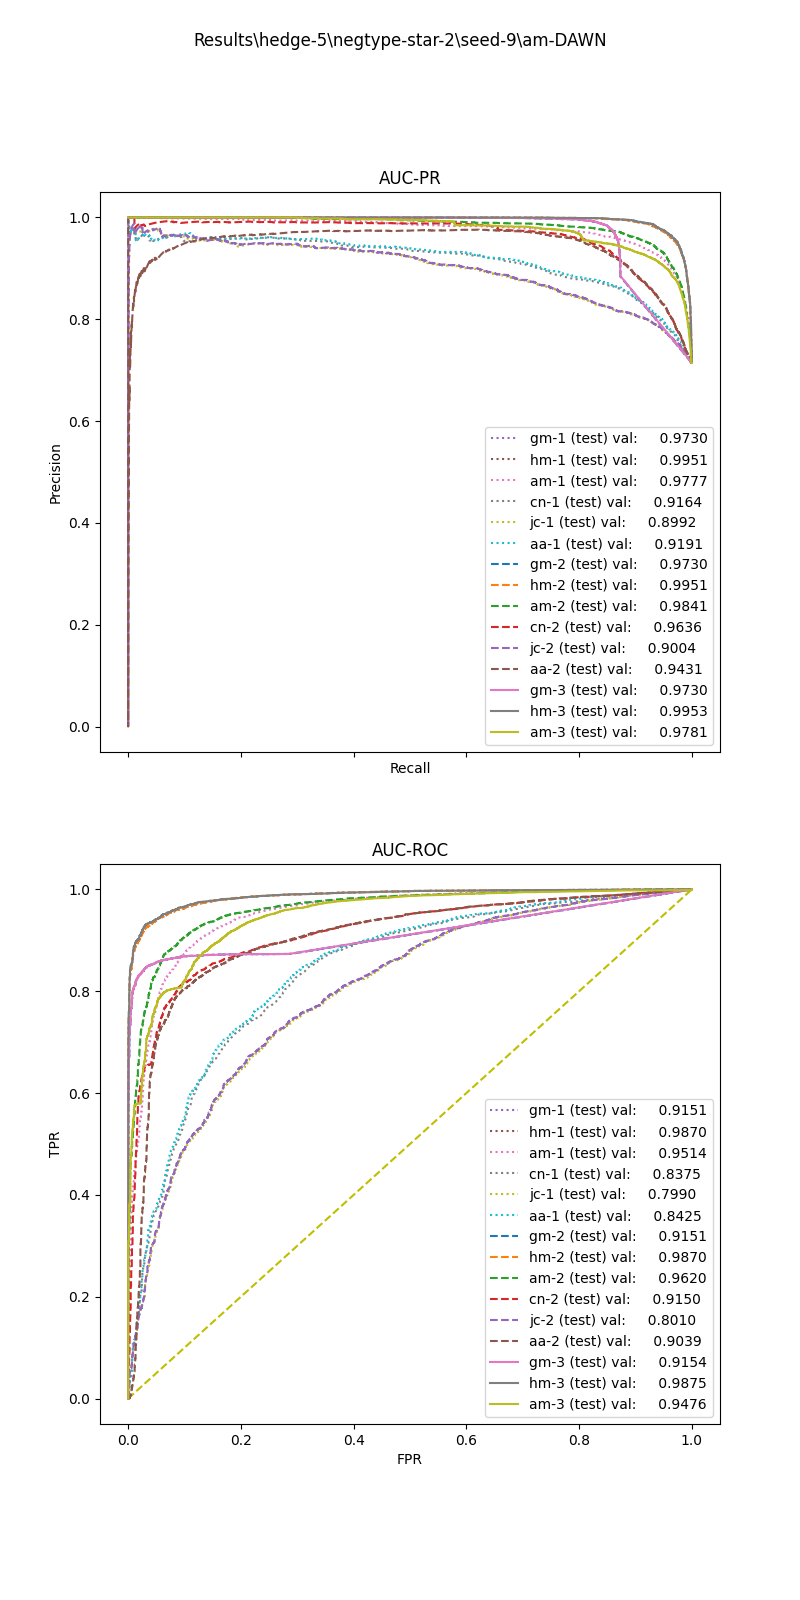 Results\hedge-5\negtype-star-2\seed-9\am-DAWN
AUC-PR
1.0
0.8
0.6
0.4
0.2
0.0
Precision
gm-1 (test) val: 0.9730
hm-1 (test) val: 0.9951
am-1 (test) val: 0.9777
cn-1 (test) val: 0.9164
jc-1 (test) val: 0.8992
aa-1 (test) val: 0.9191
gm-2 (test) val: 0.9730
hm-2 (test) val: 0.9951
am-2 (test) val: 0.9841
cn-2 (test) val: 0.9636
jc-2 (test) val: 0.9004
aa-2 (test) val: 0.9431
gm-3 (test) val: 0.9730
hm-3 (test) val: 0.9953
am-3 (test) val: 0.9781
Recall
AUC-ROC
1.0
0.8
0.6
0.4
0.2
0.0
TPR
gm-1 (test) val: 0.9151
hm-1 (test) val: 0.9870
am-1 (test) val: 0.9514
cn-1 (test) val: 0.8375
jc-1 (test) val: 0.7990
aa-1 (test) val: 0.8425
gm-2 (test) val: 0.9151
hm-2 (test) val: 0.9870
am-2 (test) val: 0.9620
cn-2 (test) val: 0.9150
jc-2 (test) val: 0.8010
aa-2 (test) val: 0.9039
gm-3 (test) val: 0.9154
hm-3 (test) val: 0.9875
am-3 (test) val: 0.9476
0.0 0.2 0.4 0.6 0.8 1.0
FPR